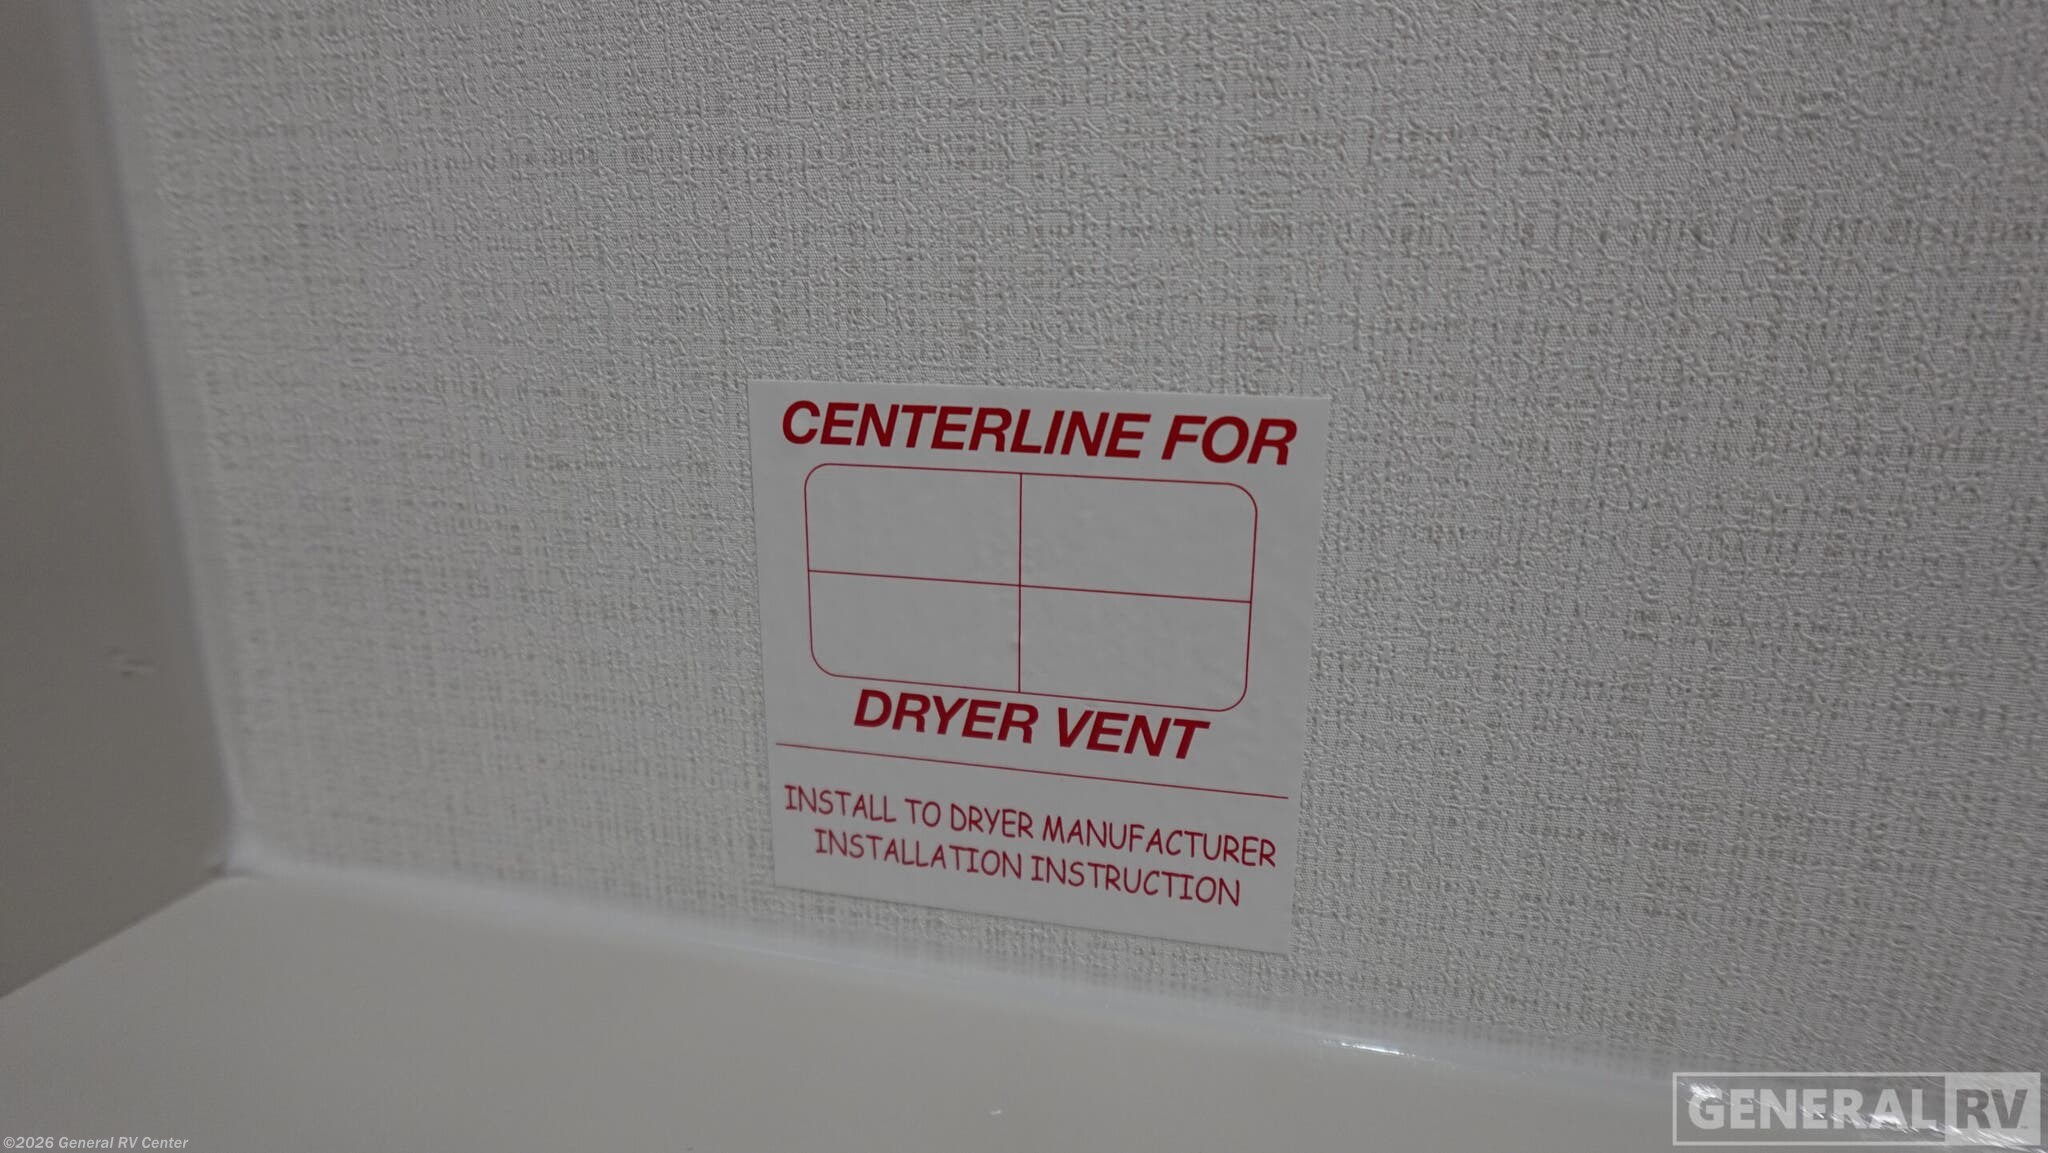 CENTERLINE FOR
DRYER VENT
INSTALL TO DRYER MANUFACTURER
INSTALLATION INSTRUCTION
©2026 General RV Center
GENERAL RV